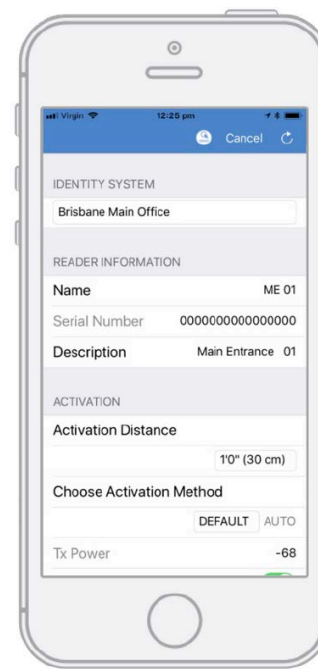 Virgin 12:25 pm
Cancel
IDENTITY SYSTEM
Brisbane Main Office
READER INFORMATION
Name ME 01
Serial Number 0000000000000000
Description Main Entrance 01
ACTIVATION
Activation Distance
1'0" (30 cm)
Choose Activation Method
DEFAULT AUTO
Tx Power -68